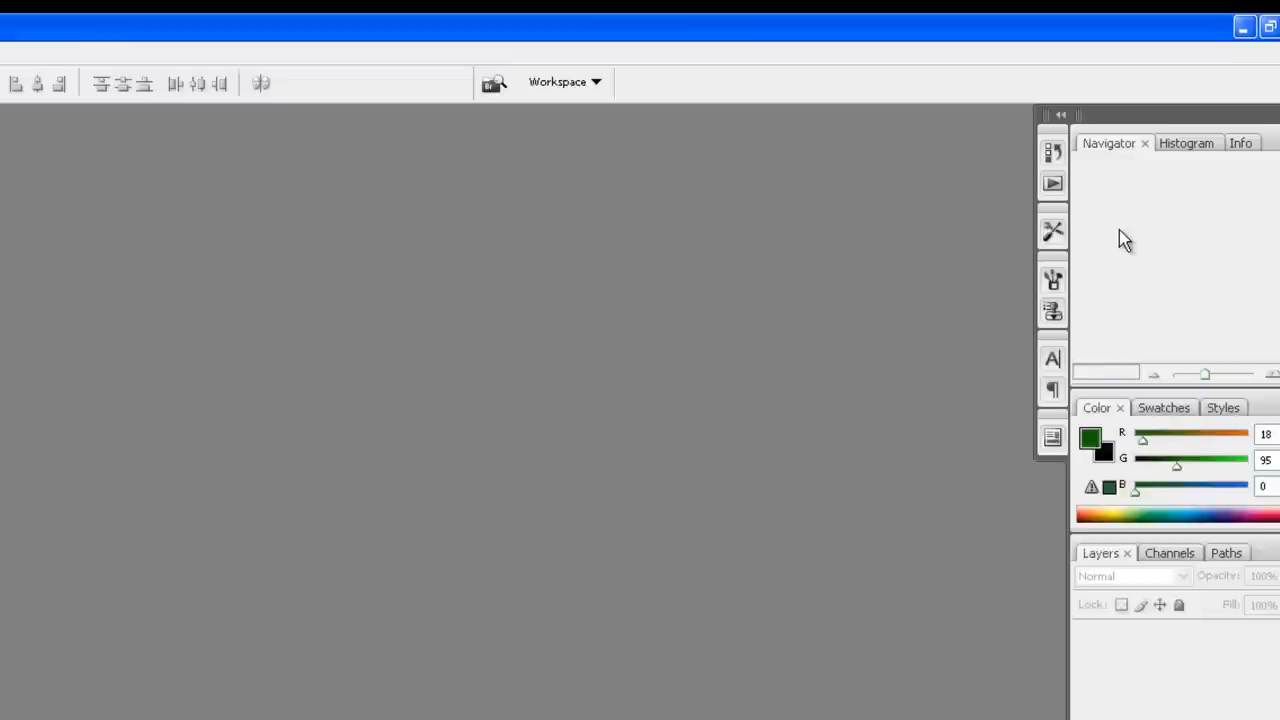 Br
Workspace
Navigator × Histogram Info
A
Color × Swatches Styles
R 18
G 95
B 0
Layers × Channels Paths
Normal Opacity: 100%
Lock: Fill: 100%